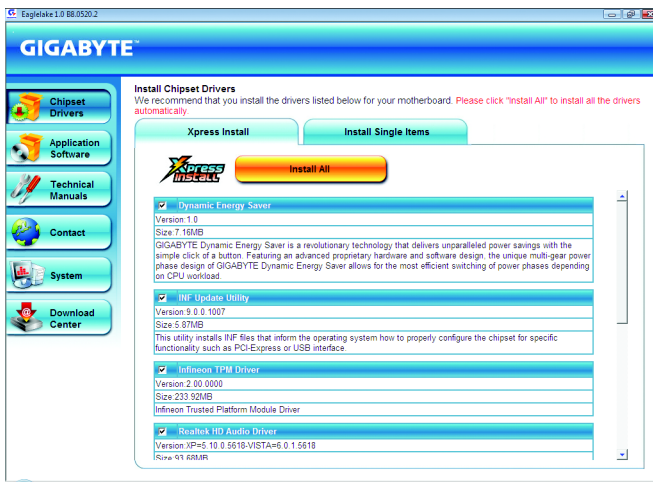 Eaglelake 1.0 B8.0520.2
GIGABYTE™
Chipset
Drivers
Application
Software
Technical
Manuals
Contact
System
Download
Center
Install Chipset Drivers
We recommend that you install the drivers listed below for your motherboard. Please click "Install All" to install all the drivers
automatically.
Xpress Install
Install Single Items
Xpress
Install
Install All
Dynamic Energy Saver
Version:1.0
Size:7.16MB
GIGABYTE Dynamic Energy Saver is a revolutionary technology that delivers unparalleled power savings with the
simple click of a button. Featuring an advanced proprietary hardware and software design, the unique multi-gear power
phase design of GIGABYTE Dynamic Energy Saver allows for the most efficient switching of power phases depending
on CPU workload.
INF Update Utility
Version:9.0.0.1007
Size:5.87MB
This utility installs INF files that inform the operating system how to properly configure the chipset for specific
functionality such as PCI-Express or USB interface.
Infineon TPM Driver
Version:2.00.0000
Size:233.92MB
Infineon Trusted Platform Module Driver
Realtek HD Audio Driver
Version:XP=5.10.0.5618-VISTA=6.0.1.5618
Size:93.68MB